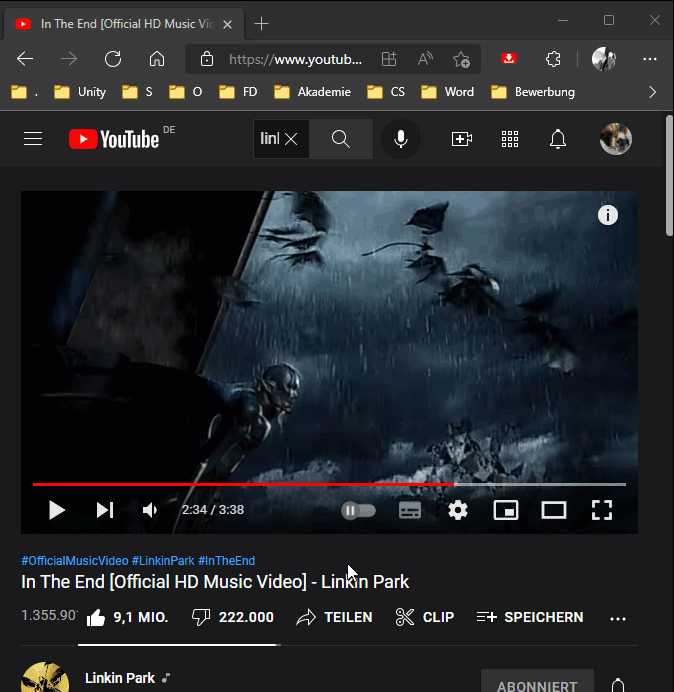 In The End [Official HD Music Vic
https://www.youtub...
. Unity S O FD Akademie CS Word Bewerbung
YouTube DE
linl
2:34 / 3:38
#OfficialMusicVideo #LinkinPark #InTheEnd
In The End [Official HD Music Video] - Linkin Park
1.355.90 9,1 MIO. 222.000 TEILEN CLIP SPEICHERN
Linkin Park
ABONNIERT